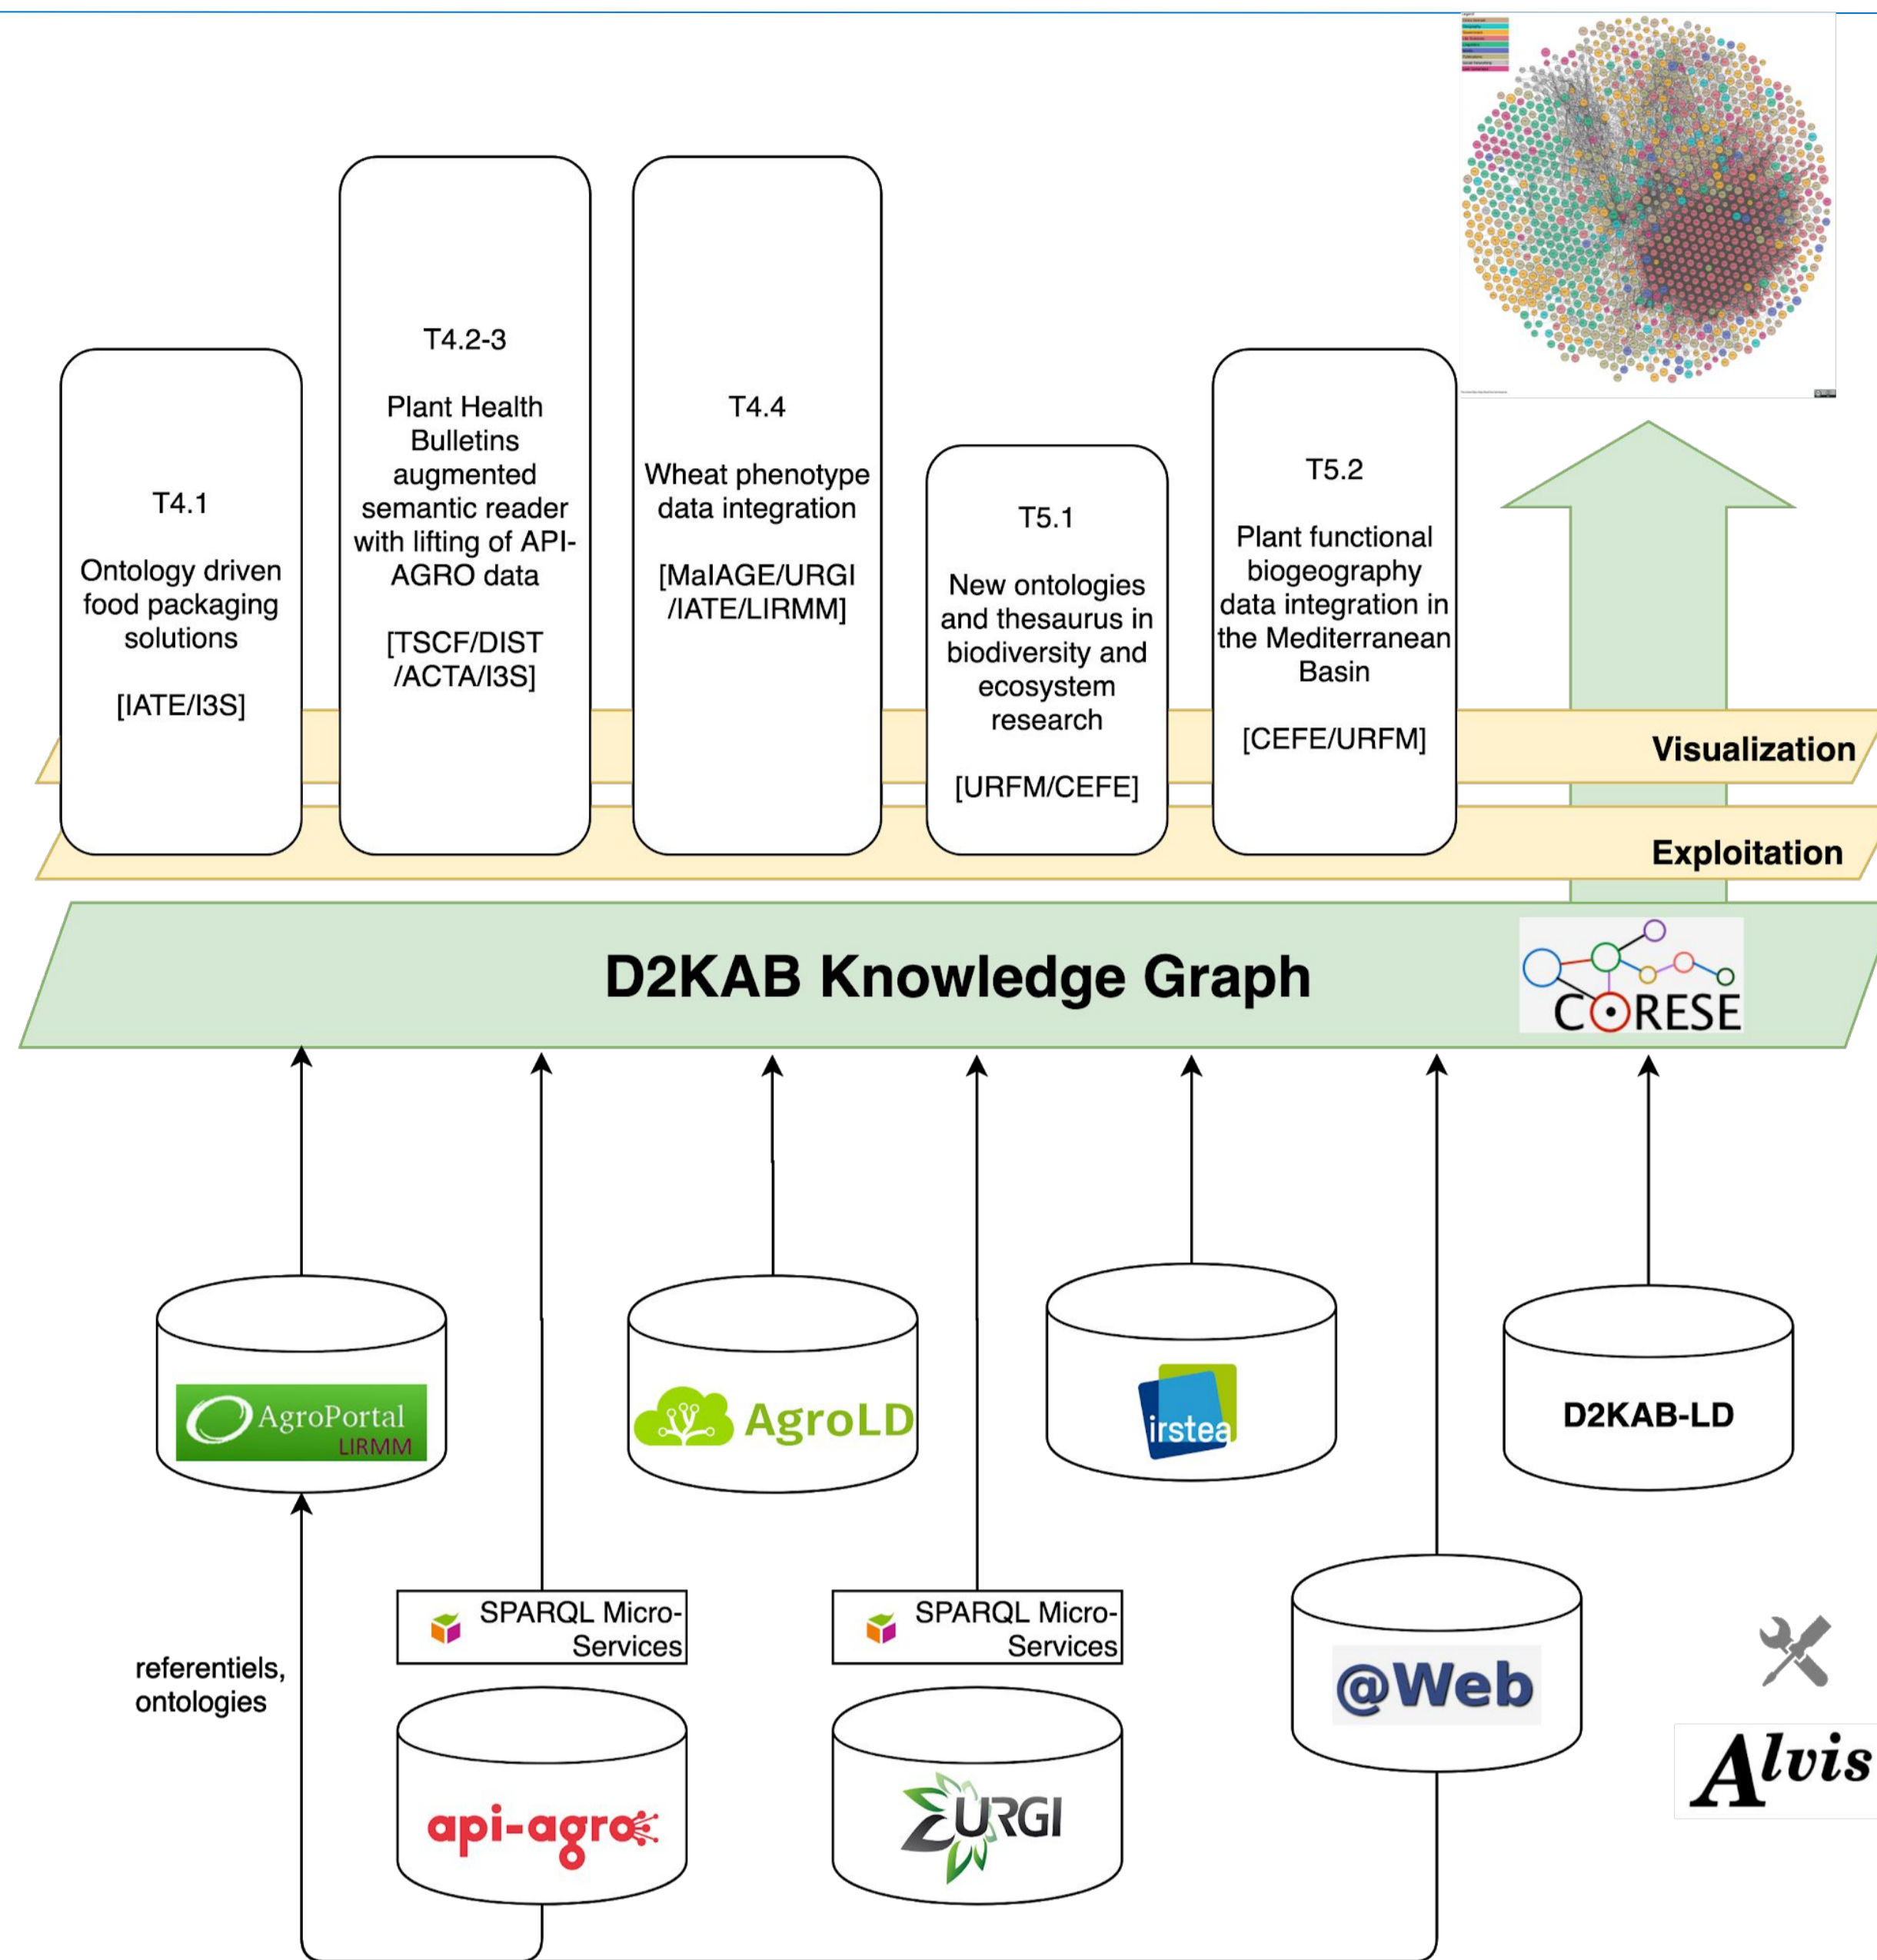 T4.1
Ontology driven
food packaging
solutions
[IATE/I3S]
T4.2-3
Plant Health
Bulletins
augmented
semantic reader
with lifting of API-
AGRO data
[TSCF/DIST
/ACTA/I3S]
T4.4
Wheat phenotype
data integration
[MaIAGE/URGI
/IATE/LIRMM]
T5.1
New ontologies
and thesaurus in
biodiversity and
ecosystem
research
[URFM/CEFE]
T5.2
Plant functional
biogeography
data integration in
the Mediterranean
Basin
[CEFE/URFM]
Visualization
Exploitation
D2KAB Knowledge Graph
CORESE
AgroPortal
LIRMM
AgroLD
irstea
D2KAB-LD
referentiels,
ontologies
SPARQL Micro-
Services
SPARQL Micro-
Services
@Web
api-agro
URGI
Alvis